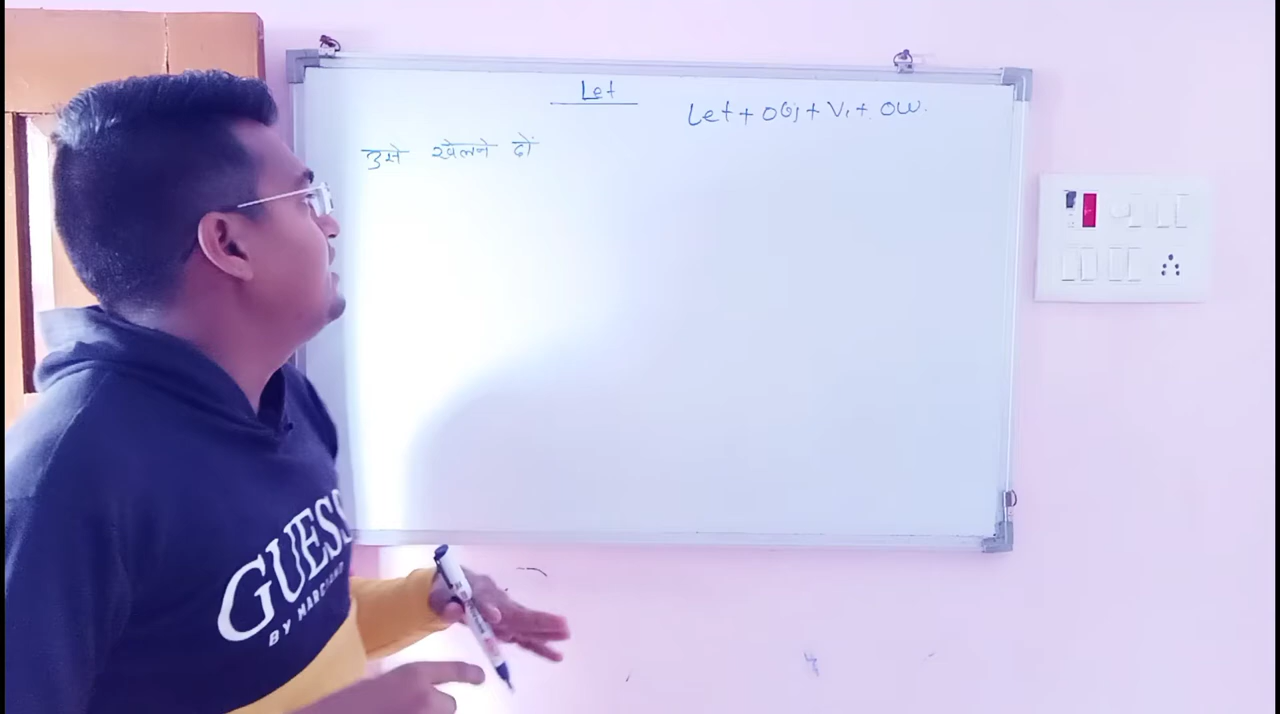 Let
Let + Obj + V₁ + OW.
उसे खेलने दों
GUESS
BY MARCIANO